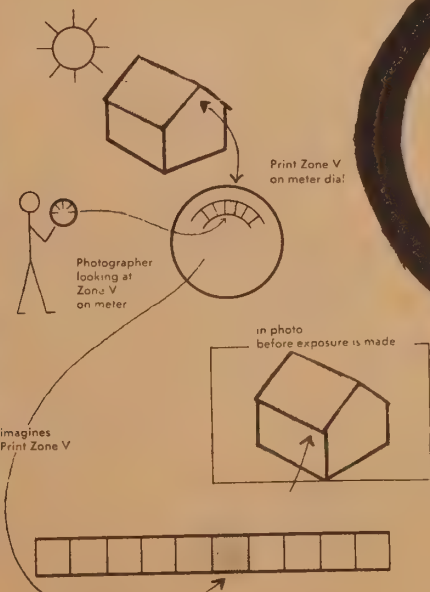 Print Zone V
on meter dial
Photographer
looking at
Zone V
on meter
in photo
before exposure is made
imagines
Print Zone V